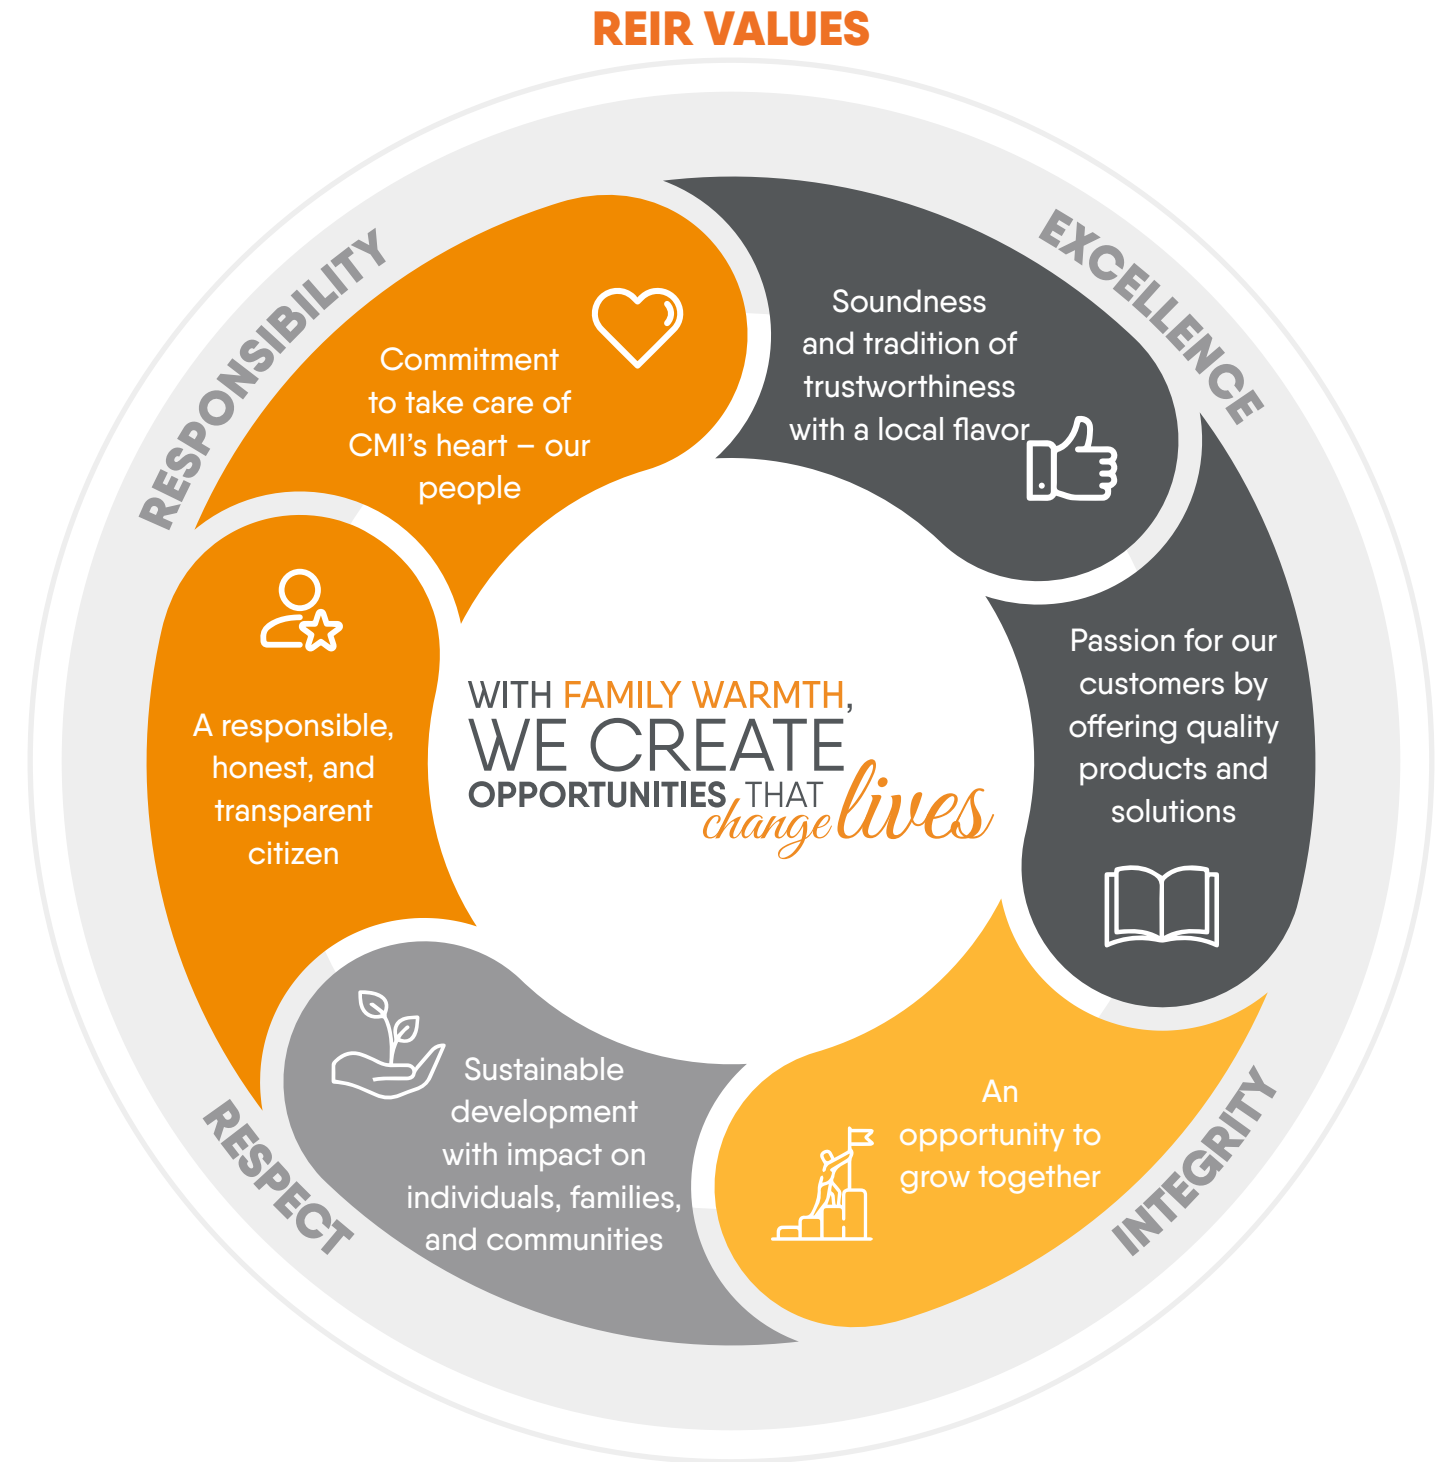 REIR VALUES
RESPONSIBILITY
EXCELLENCE
Commitment
to take care of
CMI’s heart – our
people
Soundness
and tradition of
trustworthiness
with a local flavor
Passion for our
customers by
offering quality
products and
solutions
A responsible,
honest, and
transparent
citizen
WITH FAMILY WARMTH,
WE CREATE
OPPORTUNITIES THAT
change lives
Sustainable
development
with impact on
individuals, families,
and communities
An
opportunity to
grow together
RESPECT
INTEGRITY